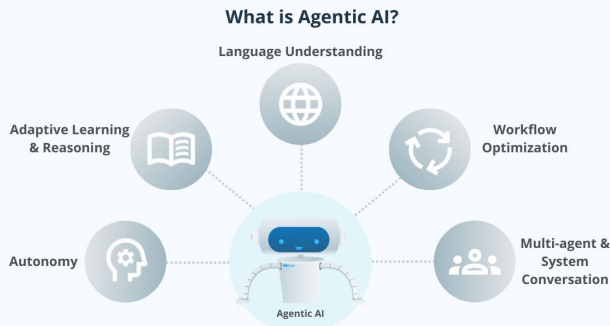 What is Agentic AI?
Language Understanding
Adaptive Learning
& Reasoning
Workflow
Optimization
Autonomy
Multi-agent &
System
Conversation
Agentic AI